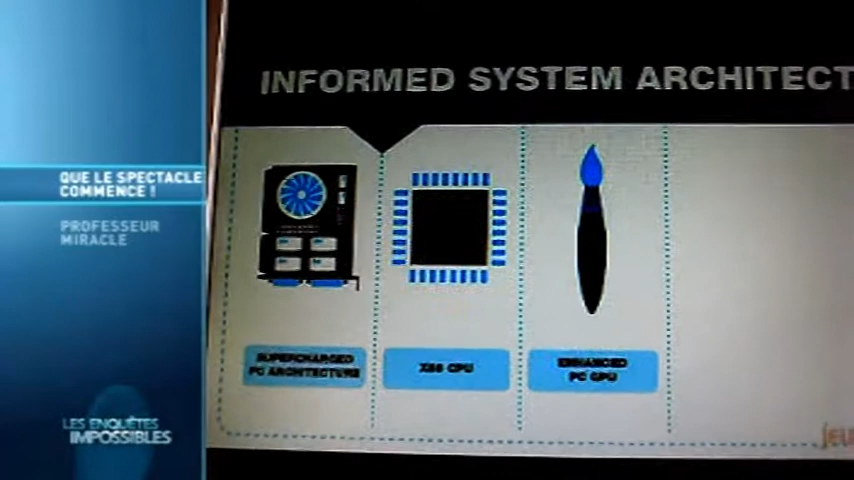 QUE LE SPECTACLE
COMMENCE !
PROFESSEUR
MIRACLE
LES ENQUÊTES
IMPOSSIBLES
INFORMED SYSTEM ARCHITECT
SUPERCHARGED
PC ARCHITECTURE
X86 CPU
ENHANCED
PC GPU
JEU